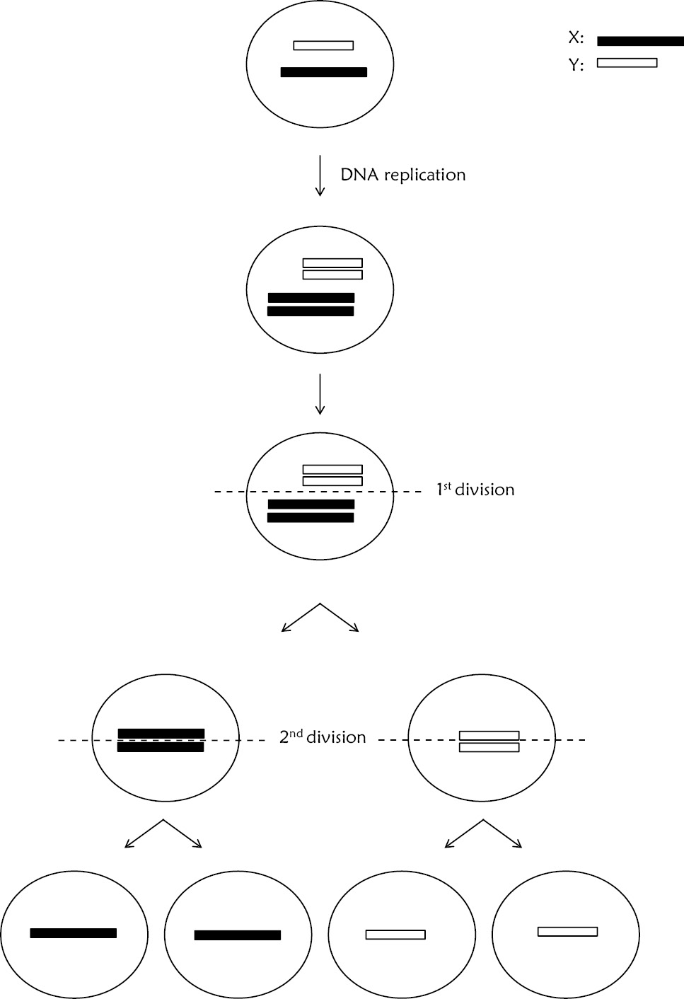 X:
Y:
DNA replication
1st division
2nd division